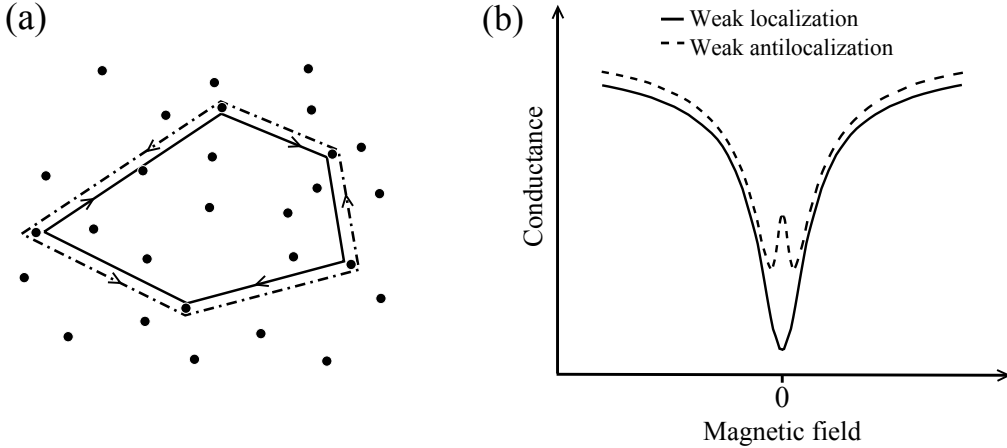 (a)
(b)
Weak localization
Weak antilocalization
Conductance
0
Magnetic field